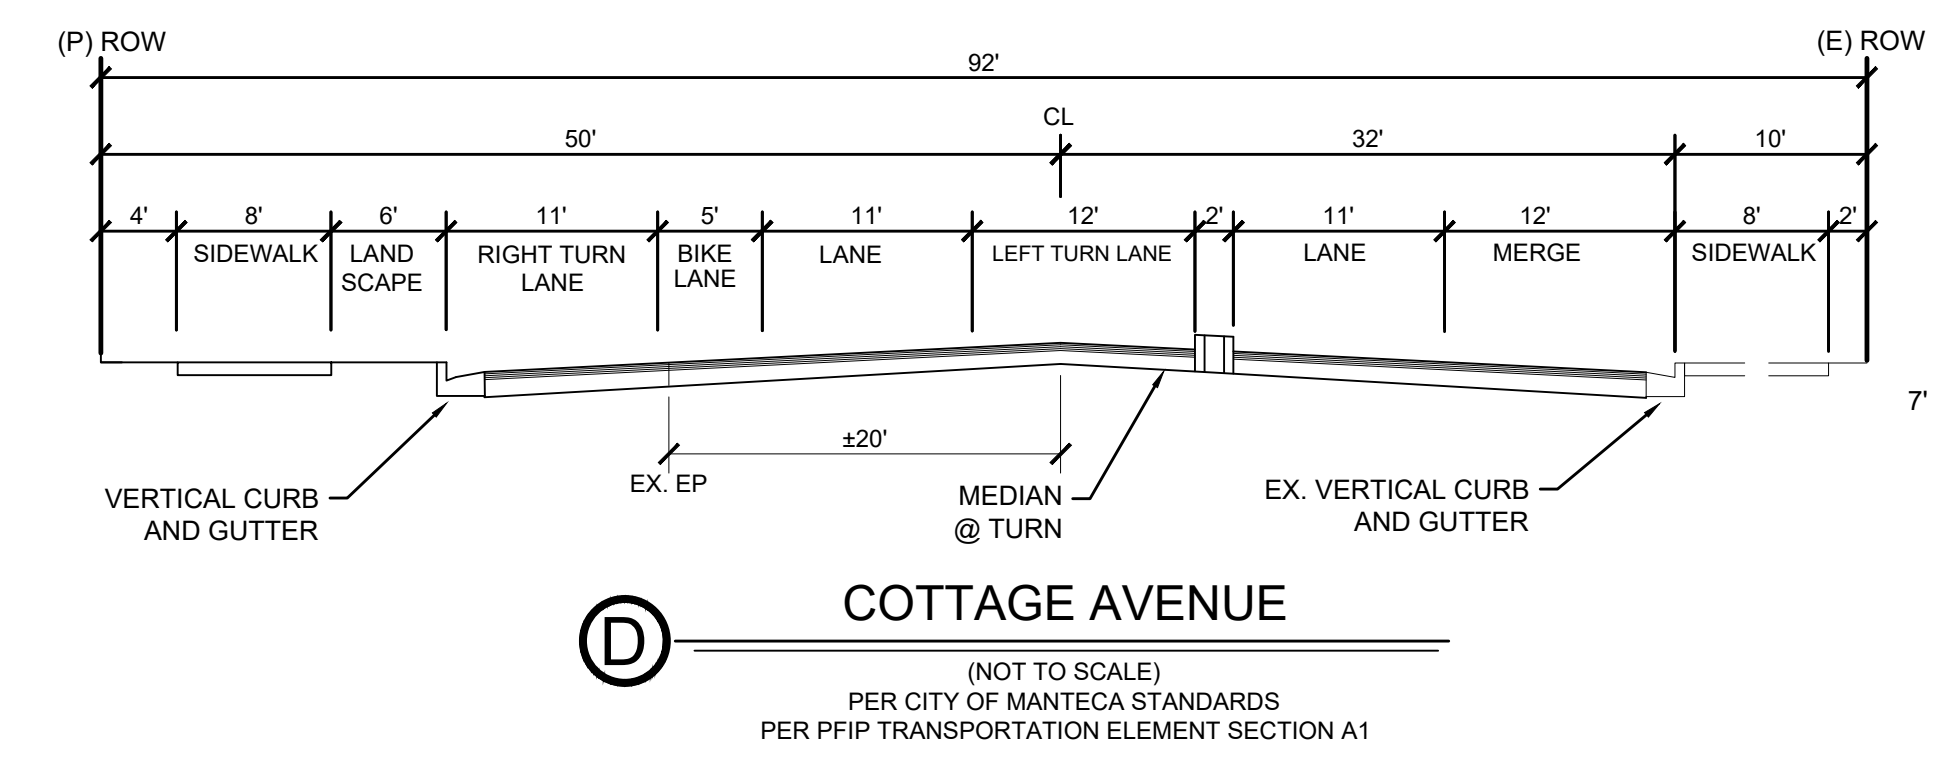 (P) ROW
(E) ROW
92'
CL
50'
32'
10'
4'
8'
6'
11'
5'
11'
12'
2'
11'
12'
8'
2'
SIDEWALK
LAND
SCAPE
RIGHT TURN
LANE
BIKE
LANE
LANE
LEFT TURN LANE
LANE
MERGE
SIDEWALK
7'
±20'
EX. EP
VERTICAL CURB
AND GUTTER
MEDIAN
@ TURN
EX. VERTICAL CURB
AND GUTTER
D
COTTAGE AVENUE
(NOT TO SCALE)
PER CITY OF MANTECA STANDARDS
PER PFIP TRANSPORTATION ELEMENT SECTION A1